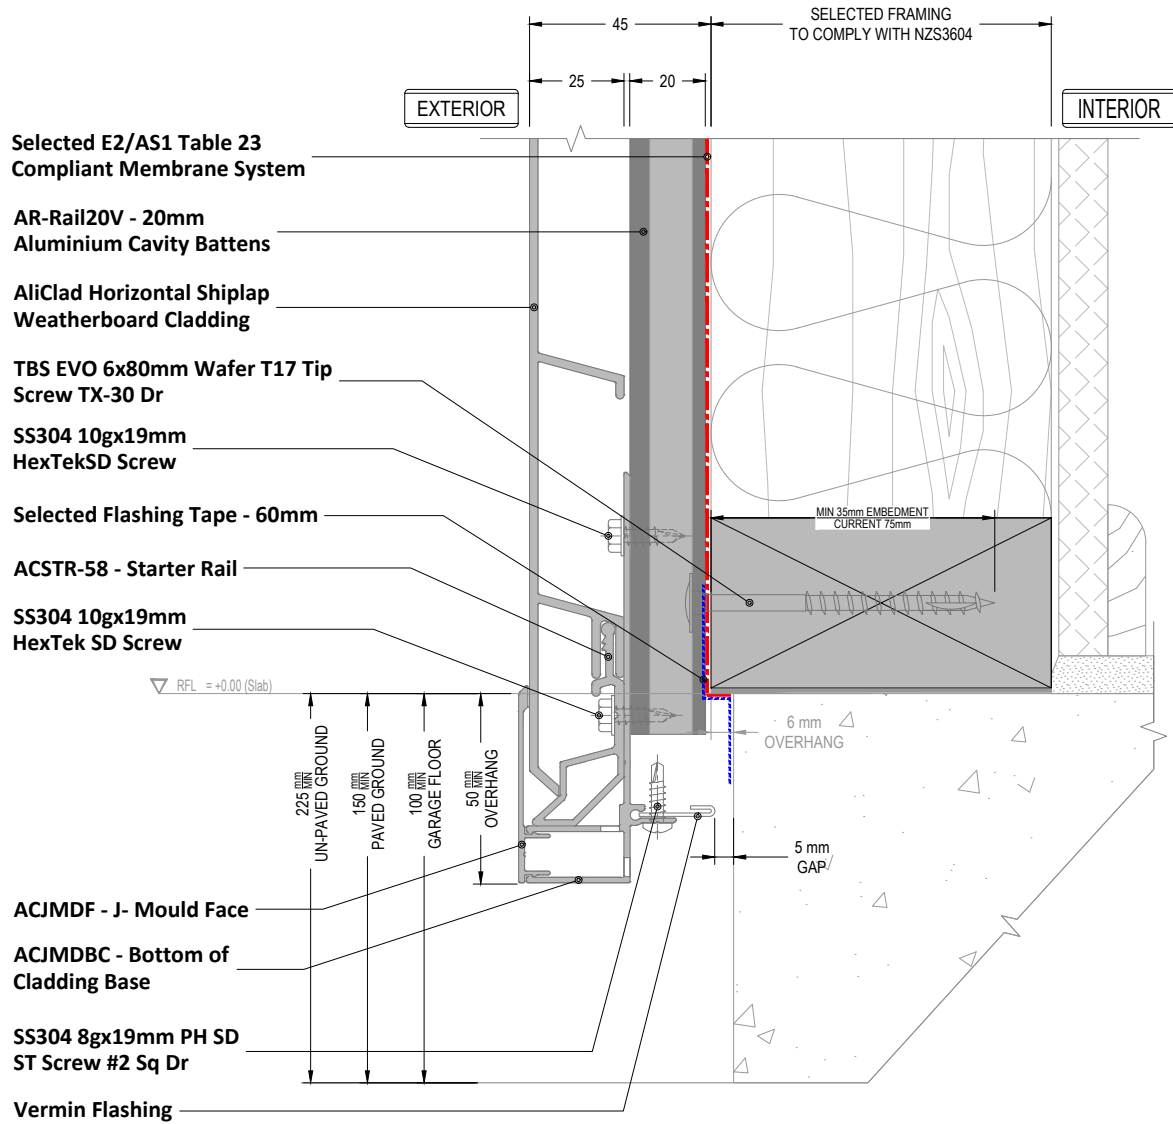 45
SELECTED FRAMING
TO COMPLY WITH NZS3604
25
20
EXTERIOR
INTERIOR
Selected E2/AS1 Table 23
Compliant Membrane System
AR-Rail20V - 20mm
Aluminium Cavity Battens
AliClad Horizontal Shiplap
Weatherboard Cladding
TBS EVO 6x80mm Wafer T17 Tip
Screw TX-30 Dr
SS304 10gx19mm
HexTekSD Screw
MIN 35mm EMBEDMENT
CURRENT 75mm
Selected Flashing Tape - 60mm
ACSTR-58 - Starter Rail
SS304 10gx19mm
HexTek SD Screw
RFL = +0.00 (Slab)
6 mm
OVERHANG
225 mm MIN
UN-PAVED GROUND
150 mm MIN
PAVED GROUND
100 mm MIN
GARAGE FLOOR
50 mm MIN
OVERHANG
5 mm
GAP
ACJMDF - J- Mould Face
ACJMDBC - Bottom of
Cladding Base
SS304 8gx19mm PH SD
ST Screw #2 Sq Dr
Vermin Flashing